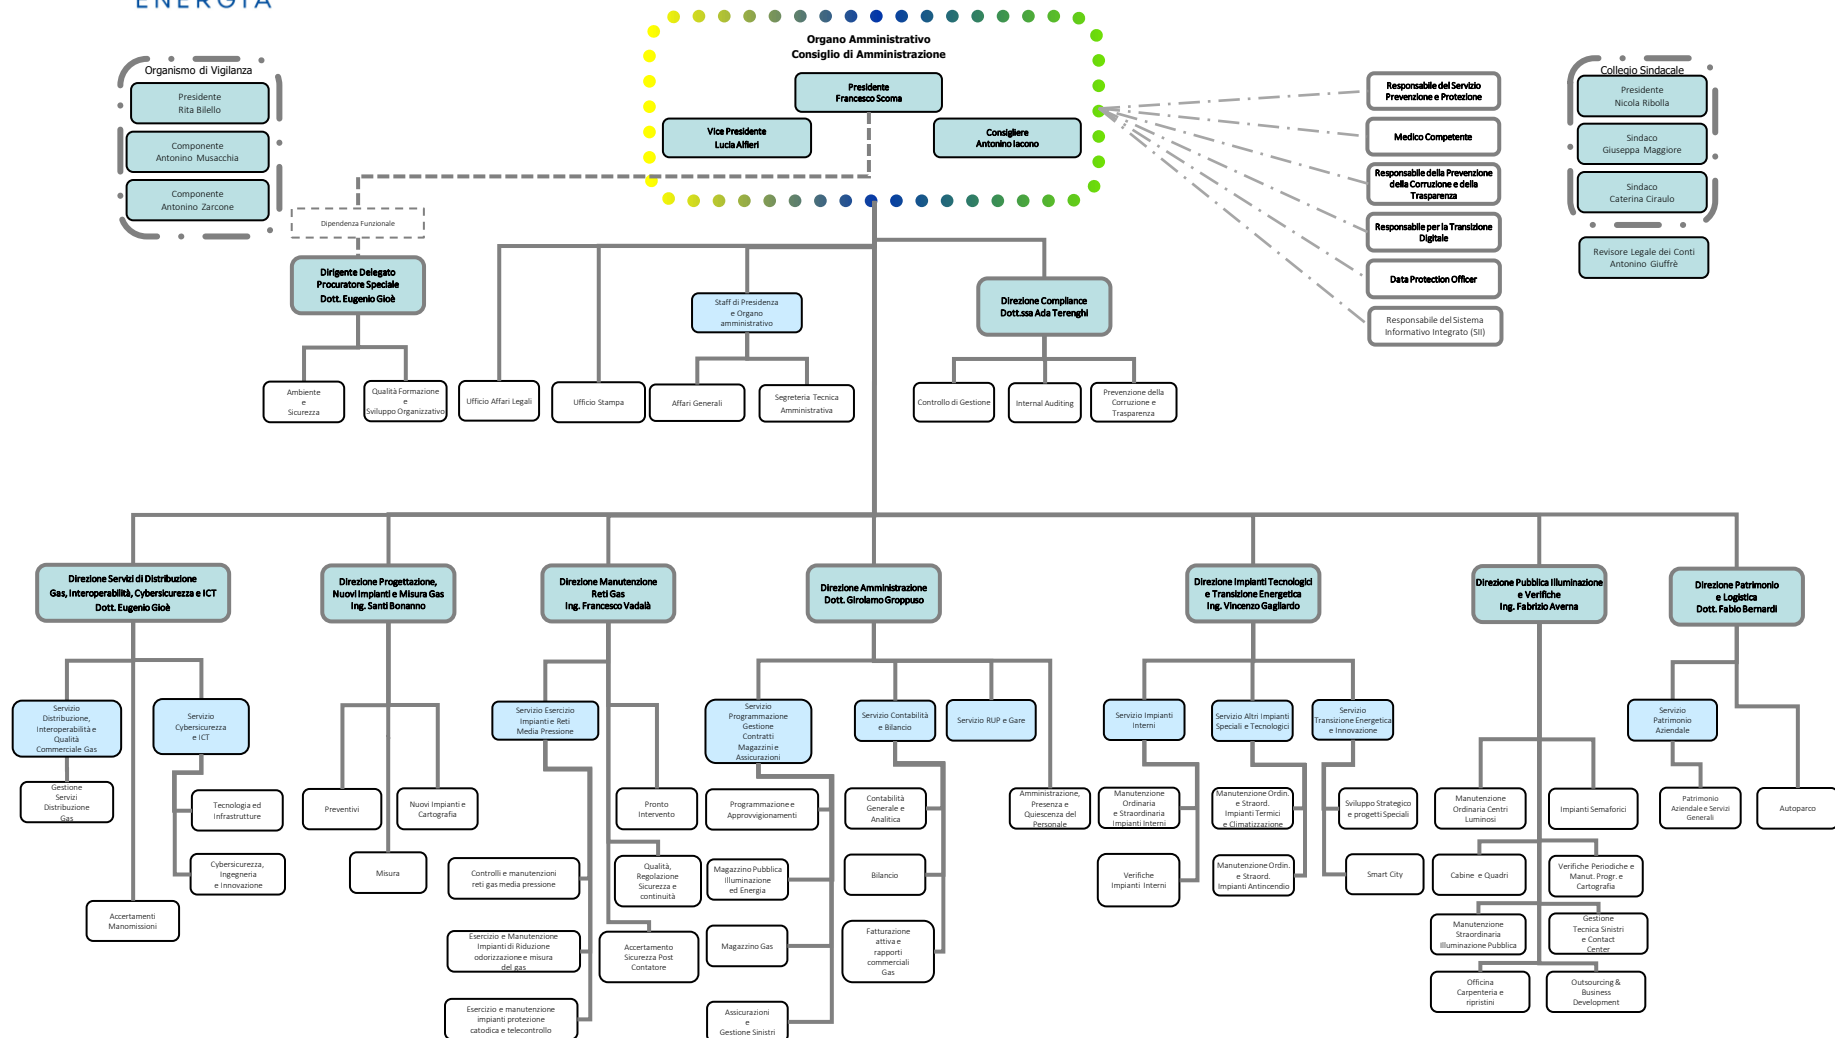 ENERGIA
Organo Amministrativo
Consiglio di Amministrazione
Presidente
Francesco Scoma
Vice Presidente
Lucia Alfieri
Consigliere
Antonino Iacono
Organismo di Vigilanza
Presidente
Rita Bilello
Componente
Antonino Musacchia
Componente
Antonino Zarcone
Collegio Sindacale
Presidente
Nicola Ribolla
Sindaco
Giuseppa Maggiore
Sindaco
Caterina Ciraulo
Revisore Legale dei Conti
Antonino Giuffrè
Responsabile del Servizio
Prevenzione e Protezione
Medico Competente
Responsabile della Prevenzione
della Corruzione e della
Trasparenza
Responsabile per la Transizione
Digitale
Data Protection Officer
Responsabile del Sistema
Informativo Integrato (SII)
Dipendenza Funzionale
Dirigente Delegato
Procuratore Speciale
Dott. Eugenio Gioè
Ambiente
e
Sicurezza
Qualità Formazione
e
Sviluppo Organizzativo
Ufficio Affari Legali
Ufficio Stampa
Staff di Presidenza
e Organo
amministrativo
Affari Generali
Segreteria Tecnica
Amministrativa
Direzione Compliance
Dott.ssa Ada Terenghi
Controllo di Gestione
Internal Auditing
Prevenzione della
Corruzione e
Trasparenza
Direzione Servizi di Distribuzione
Gas, Interoperabilità, Cybersicurezza e ICT
Dott. Eugenio Gioè
Servizio
Distribuzione,
Interoperabilità e
Qualità
Commerciale Gas
Gestione
Servizi
Distribuzione
Gas
Servizio
Cybersicurezza
e ICT
Tecnologia ed
Infrastrutture
Cybersicurezza,
Ingegneria
e Innovazione
Accertamenti
Manomissioni
Direzione Progettazione,
Nuovi Impianti e Misura Gas
Ing. Santi Bonanno
Preventivi
Nuovi Impianti e
Cartografia
Misura
Direzione Manutenzione
Reti Gas
Ing. Francesco Vadalà
Servizio Esercizio
Impianti e Reti
Media Pressione
Controlli e manutenzioni
reti gas media pressione
Esercizio e Manutenzione
Impianti di Riduzione
odorizzazione e misura
del gas
Esercizio e manutenzione
impianti protezione
catodica e telecontrollo
Pronto
Intervento
Qualità,
Regolazione
Sicurezza e
continuità
Accertamento
Sicurezza Post
Contatore
Direzione Amministrazione
Dott. Girolamo Groppuso
Servizio
Programmazione
Gestione
Contratti
Magazzini e
Assicurazioni
Programmazione e
Approvvigionamenti
Magazzino Pubblica
Illuminazione
ed Energia
Magazzino Gas
Assicurazioni
e
Gestione Sinistri
Servizio Contabilità
e Bilancio
Contabilità
Generale e
Analitica
Bilancio
Fatturazione
attiva e
rapporti
commerciali
Gas
Servizio RUP e Gare
Amministrazione,
Presenza e
Quiescenza del
Personale
Direzione Impianti Tecnologici
e Transizione Energetica
Ing. Vincenzo Gagliardo
Servizio Impianti
Interni
Manutenzione
Ordinaria
e Straordinaria
Impianti Interni
Verifiche
Impianti Interni
Servizio Altri Impianti
Speciali e Tecnologici
Manutenzione Ordin.
e Straord.
Impianti Termici
e Climatizzazione
Manutenzione Ordin.
e Straord.
Impianti Antincendio
Servizio
Transizione Energetica
e Innovazione
Sviluppo Strategico
e progetti Speciali
Smart City
Direzione Pubblica Illuminazione
e Verifiche
Ing. Fabrizio Averna
Manutenzione
Ordinaria Centri
Luminosi
Impianti Semaforici
Cabine e Quadri
Verifiche Periodiche e
Manut. Progr. e
Cartografia
Manutenzione
Straordinaria
Illuminazione Pubblica
Gestione
Tecnica Sinistri
e Contact
Center
Officina
Carpenteria e
ripristini
Outsourcing &
Business
Development
Direzione Patrimonio
e Logistica
Dott. Fabio Bernardi
Servizio
Patrimonio
Aziendale
Patrimonio
Aziendale e Servizi
Generali
Autoparco